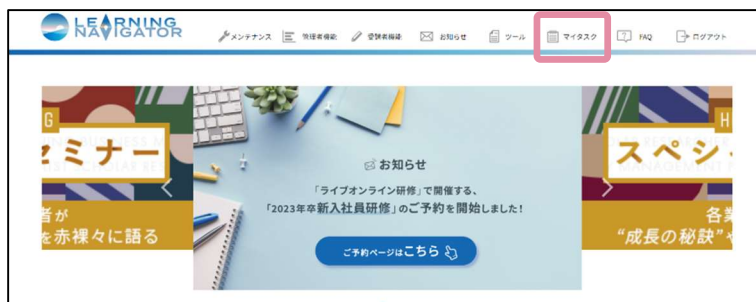 LEARNING
NAVIGATOR
メンテナンス 管理者機能 受験者機能 お知らせ ツール マイタスク FAQ ログアウト
G
セミナー
者が
を赤裸々に語る
お知らせ
「ライブオンライン研修」で開催する、
「2023年卒新入社員研修」のご予約を開始しました！
ご予約ページはこちら
H
スペシ
MANAGEMENT
各業
“成長の秘訣”や